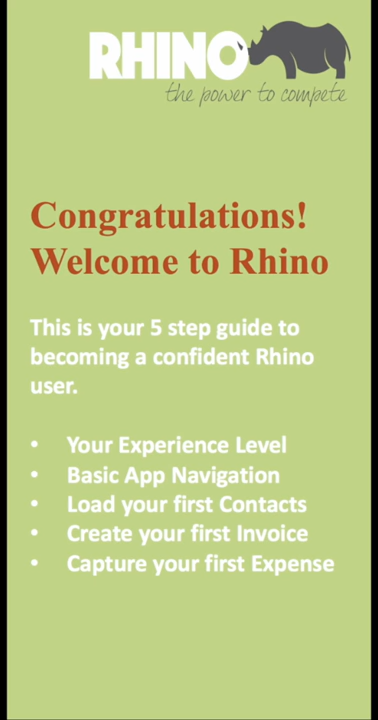 RHINO
the power to compete
Congratulations!
Welcome to Rhino
This is your 5 step guide to
becoming a confident Rhino
user.
• Your Experience Level
• Basic App Navigation
• Load your first Contacts
• Create your first Invoice
• Capture your first Expense